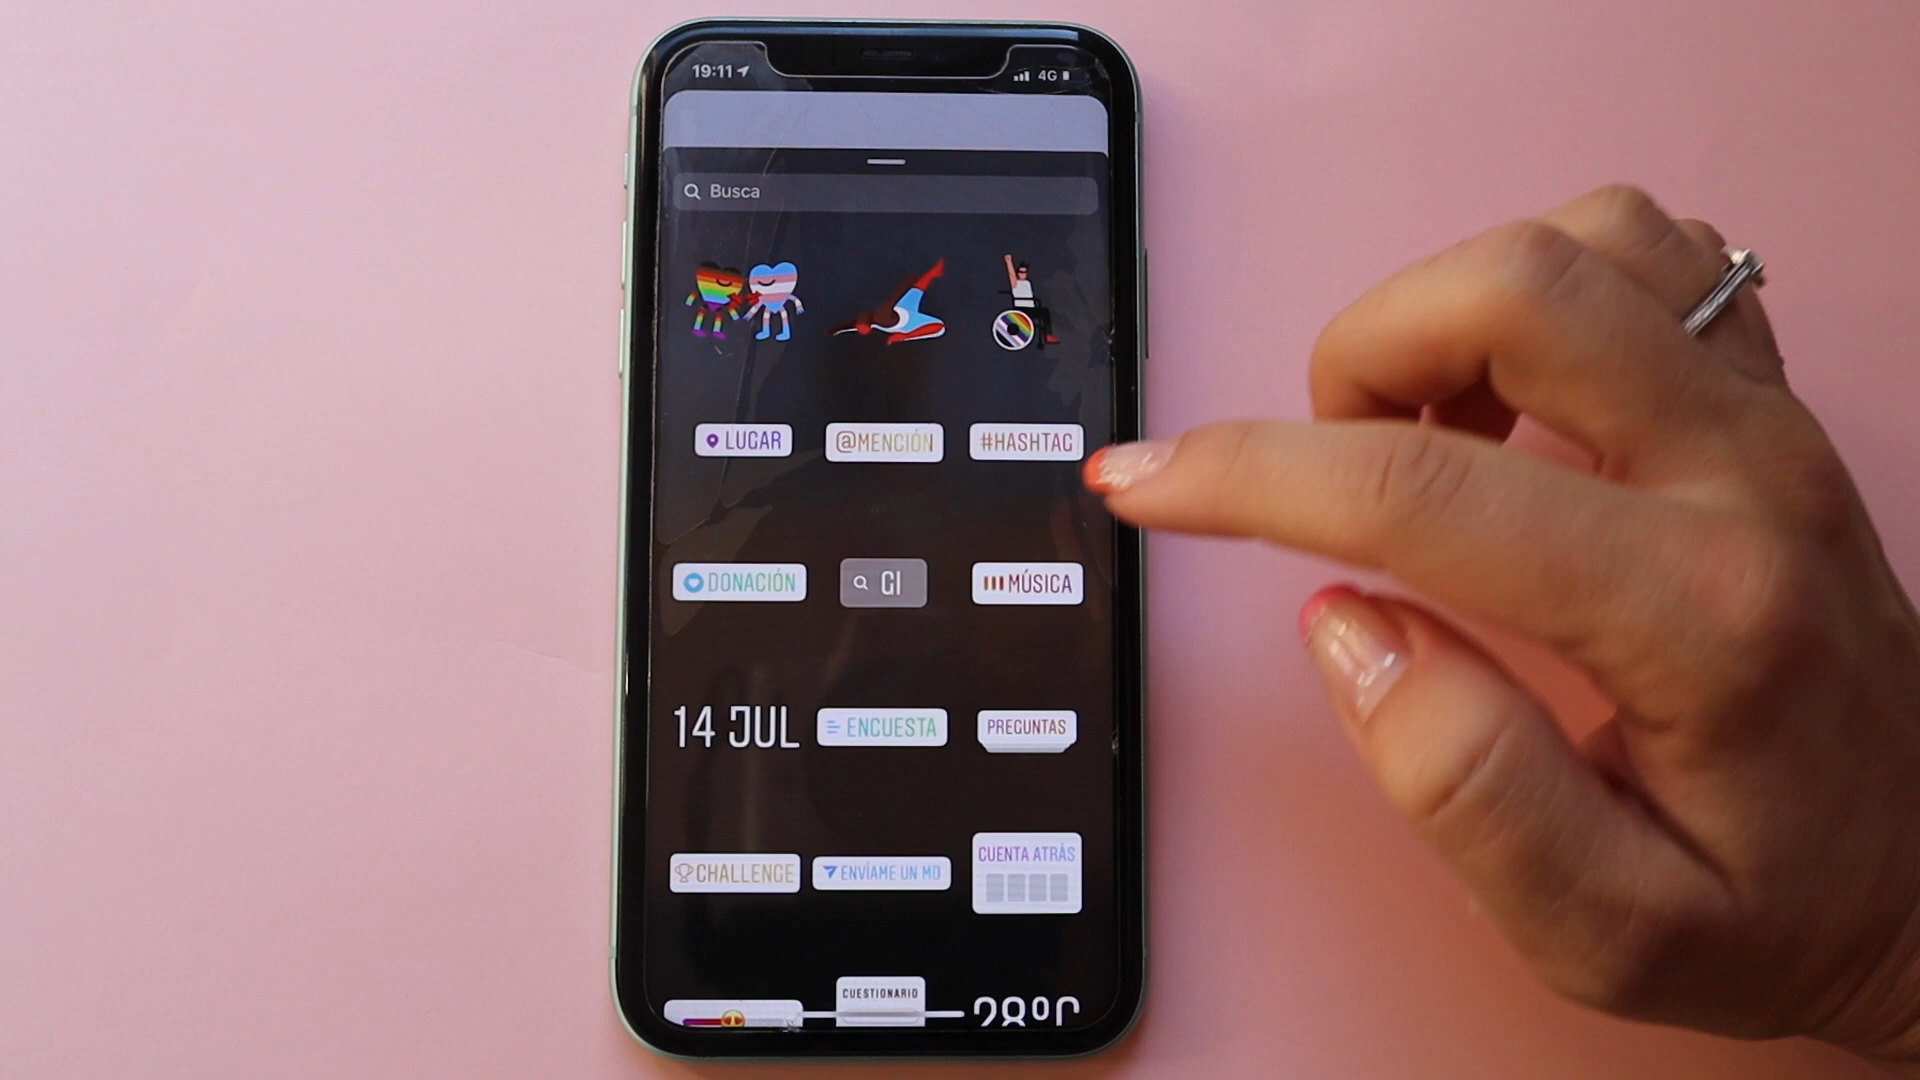 19:11
4G
Busca
LUGAR
@MENCIÓN
#HASHTAG
DONACIÓN
GI
MÚSICA
14 JUL
ENCUESTA
PREGUNTAS
CHALLENGE
ENVÍAME UN MD
CUENTA ATRÁS
CUESTIONARIO
28ºC